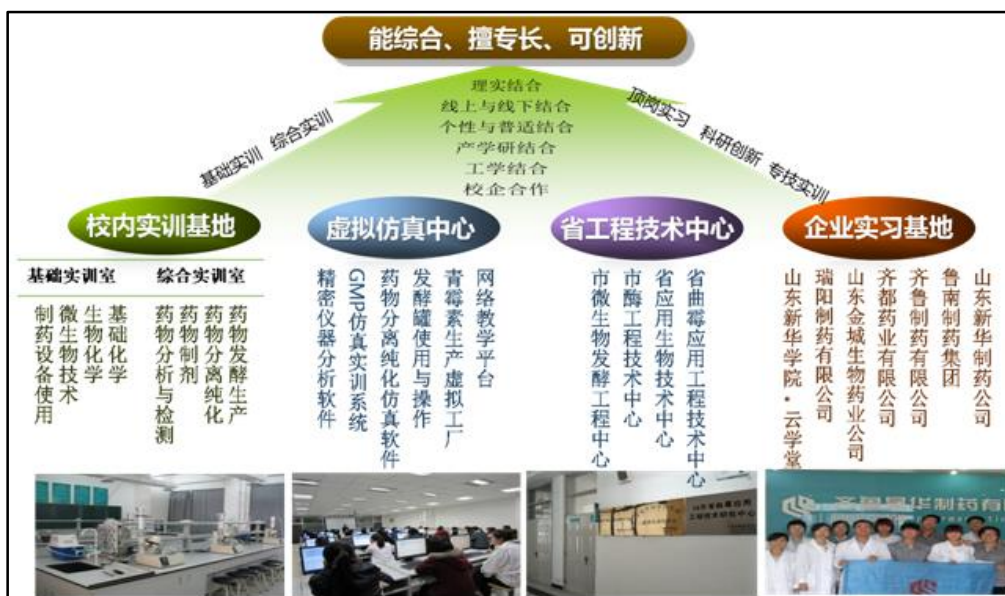 能综合、擅专长、可创新
理实结合
线上与线下结合
个性与普适结合
产学研结合
工学结合
校企合作
基础实训 综合实训
顶岗实习 科研创新 专技实训
校内实训基地
虚拟仿真中心
省工程技术中心
企业实习基地
基础实训室
综合实训室
制药设备使用
微生物技术
生物化学
基础化学
药物分析与检测
药物制剂
药物分离纯化
药物发酵生产
精密仪器分析软件
GMP仿真实训系统
药物分离纯化仿真软件
发酵罐使用与操作
青霉素生产虚拟工厂
网络教学平台
市微生物发酵工程中心
市酶工程技术中心
省应用生物技术中心
省曲霉应用工程技术中心
山东新华学院.云学堂
瑞阳制药有限公司
山东金城生物药业公司
齐都药业有限公司
齐鲁制药有限公司
鲁南制药集团
山东新华制药公司